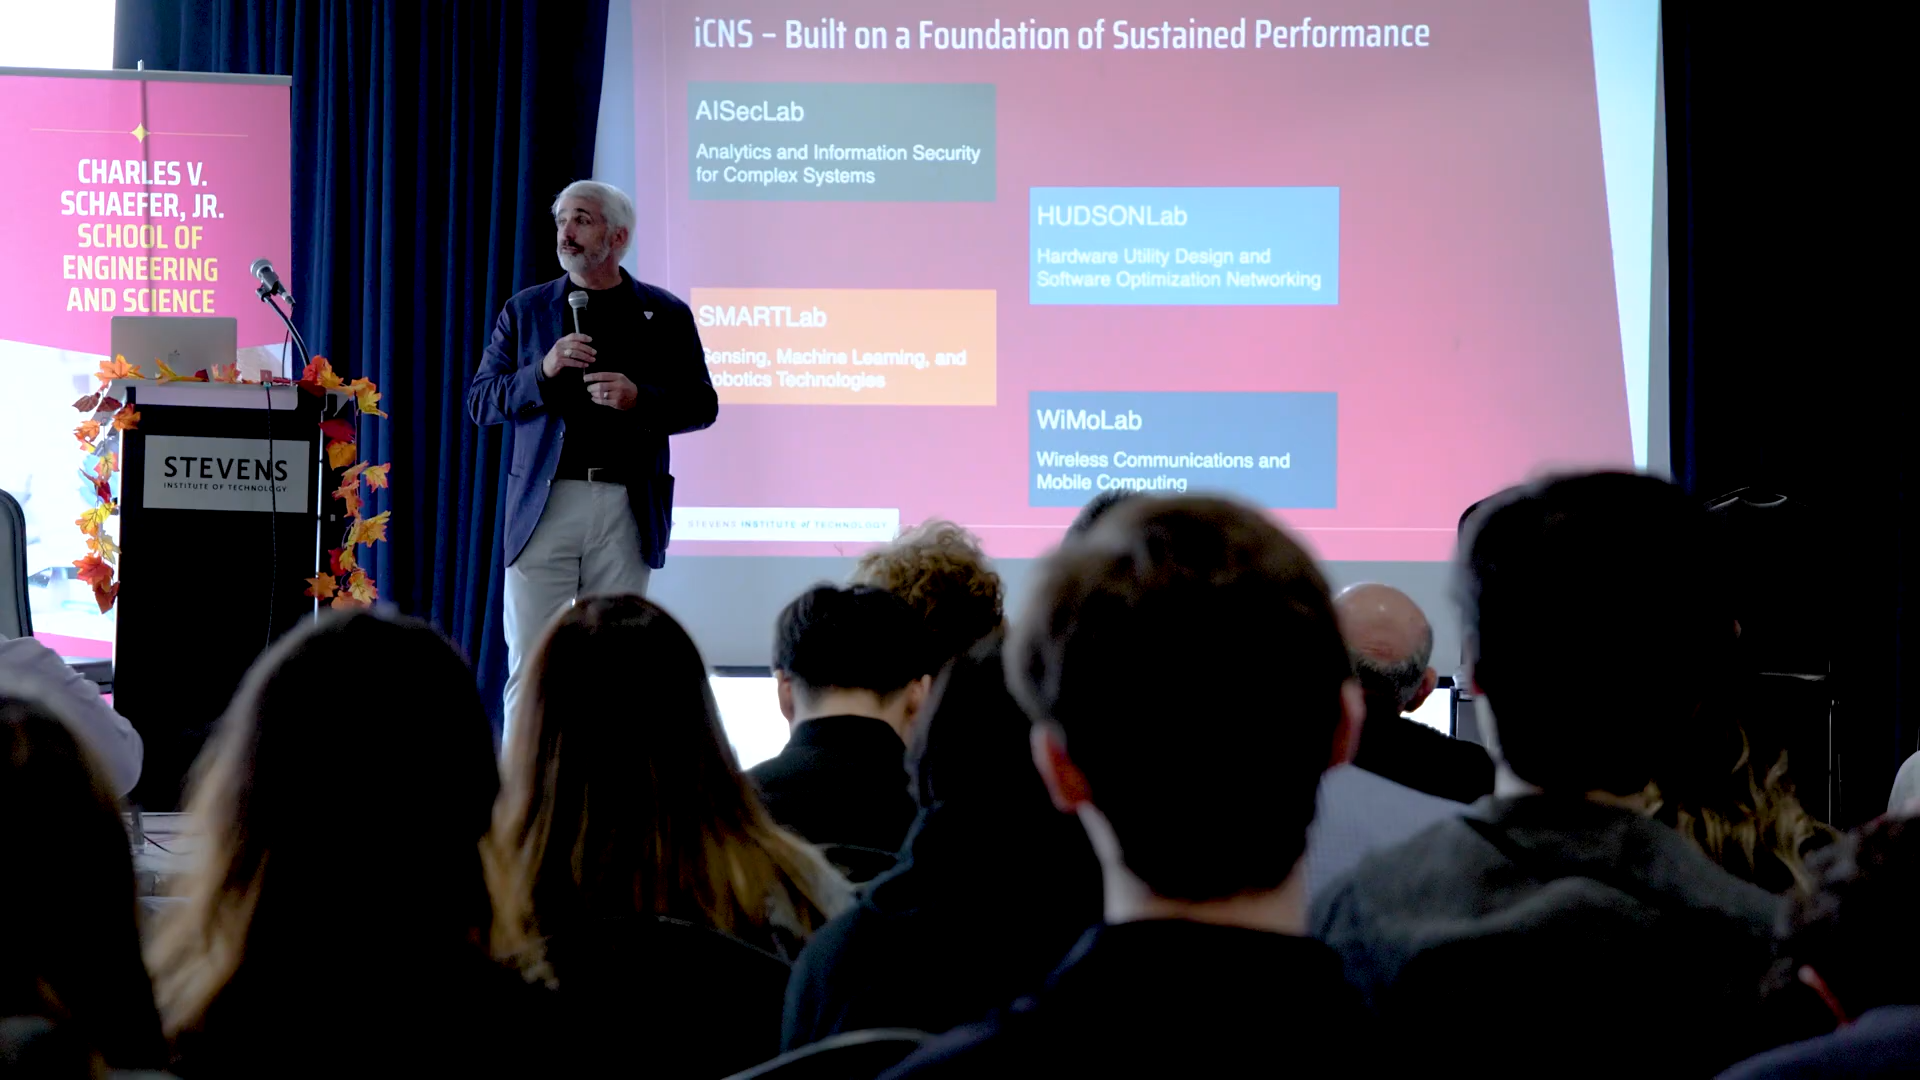 CHARLES V.
SCHAEFER, JR.
SCHOOL OF
ENGINEERING
AND SCIENCE
STEVENS
INSTITUTE OF TECHNOLOGY
iCNS – Built on a Foundation of Sustained Performance
AISecLab
Analytics and Information Security
for Complex Systems
HUDSONLab
Hardware Utility Design and
Software Optimization Networking
SMARTLab
Sensing, Machine Learning, and
obotics Technologies
WiMoLab
Wireless Communications and
Mobile Computing
STEVENS INSTITUTE of TECHNOLOGY